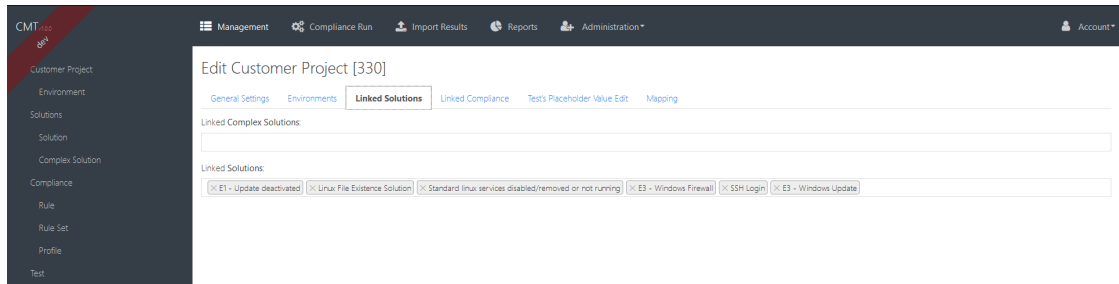 CMT v1.0.0
dev
Management
Compliance Run
Import Results
Reports
Administration
Account
Customer Project
Environment
Solutions
Solution
Complex Solution
Compliance
Rule
Rule Set
Profile
Test
Edit Customer Project [330]
General Settings
Environments
Linked Solutions
Linked Compliance
Test's Placeholder Value Edit
Mapping
Linked Complex Solutions:
Linked Solutions:
× E1 - Update deactivated × Linux File Existence Solution × Standard linux services disabled/removed or not running × E3 - Windows Firewall × SSH Login × E3 - Windows Update